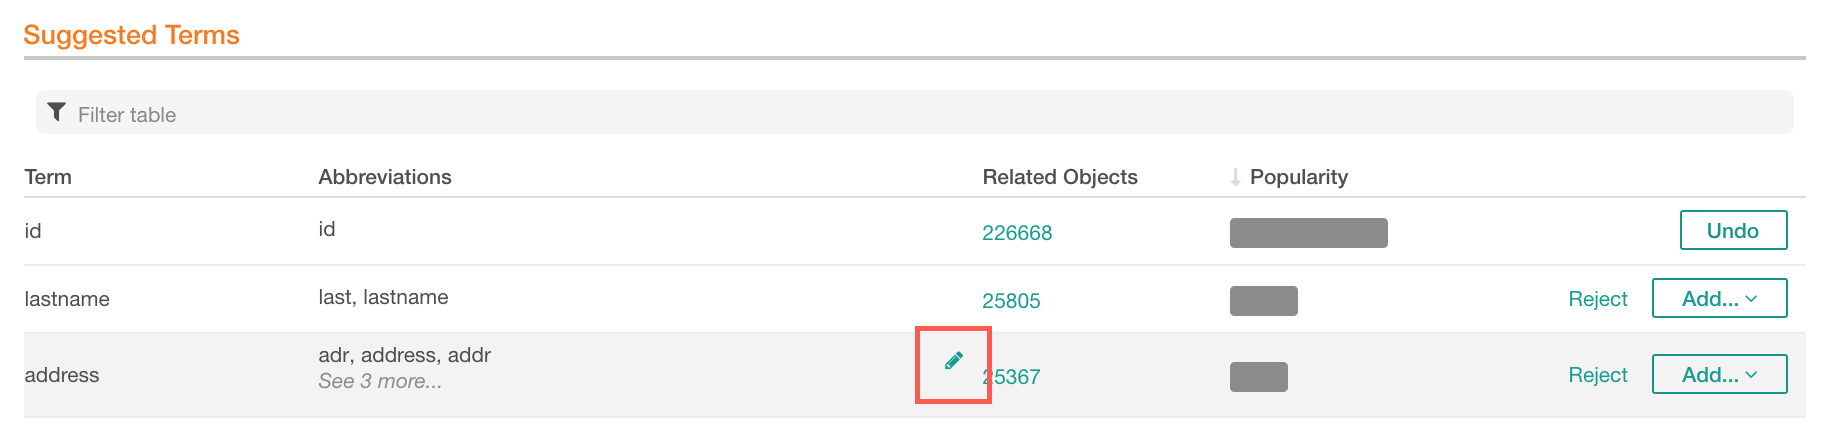 Suggested Terms
Filter table
Term Abbreviations Related Objects Popularity
id id 226668 Undo
lastname last, lastname 25805 Reject Add...
address adr, address, addr 25367 Reject Add...
See 3 more...